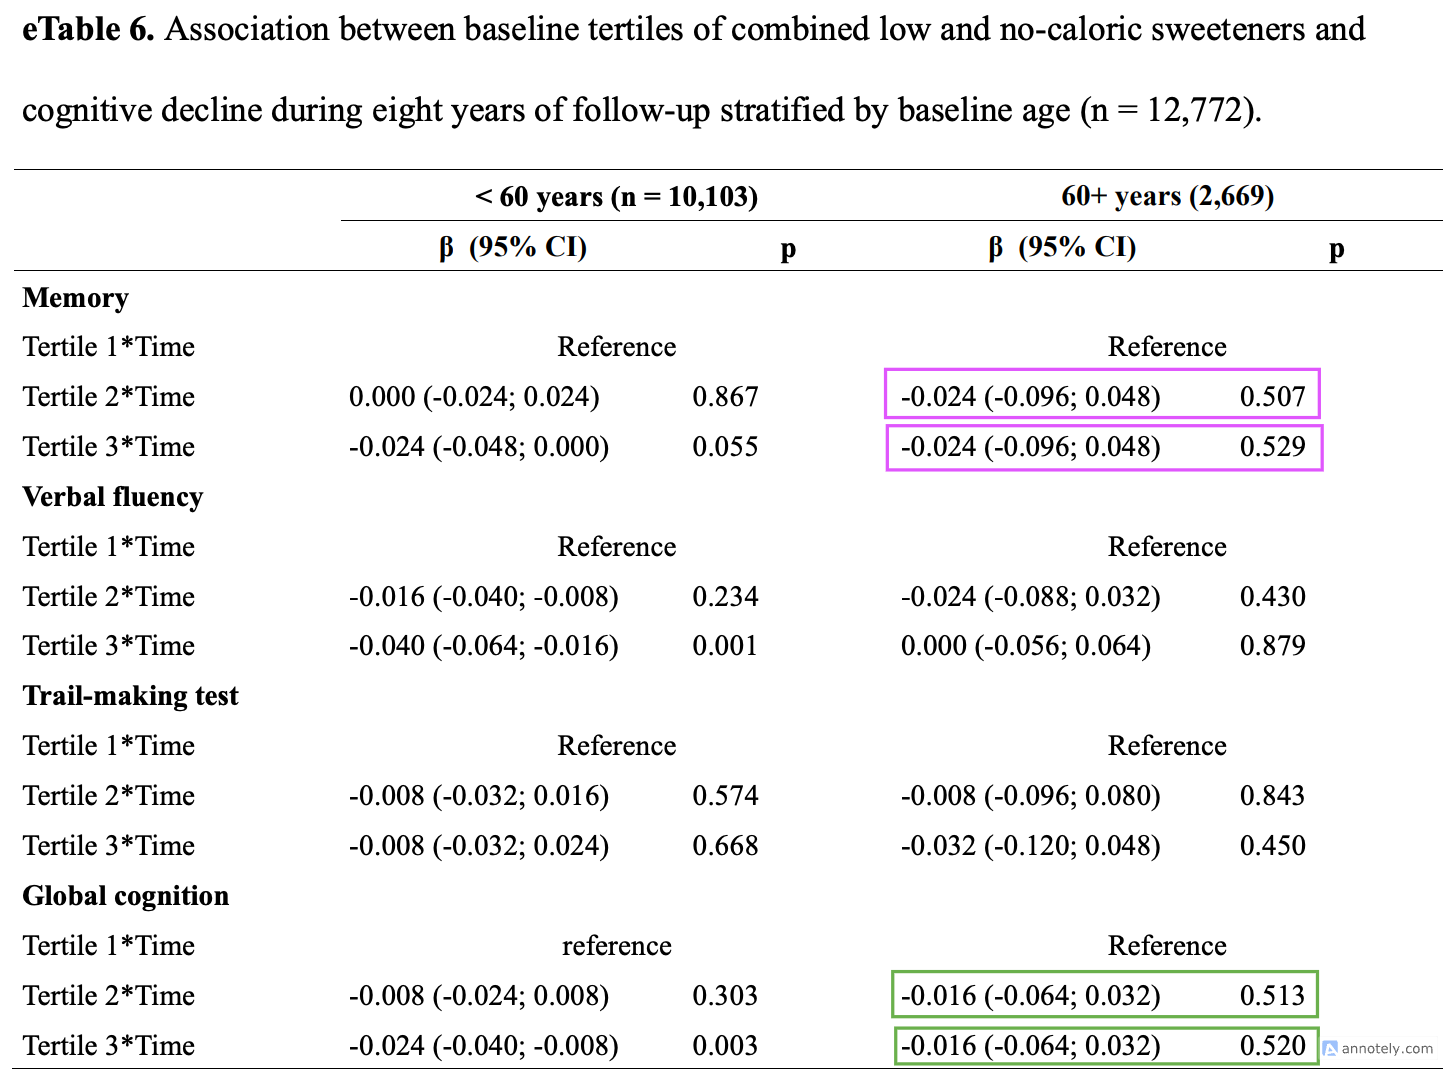 eTable 6. Association between baseline tertiles of combined low and no-caloric sweeteners and
cognitive decline during eight years of follow-up stratified by baseline age (n = 12,772).
< 60 years (n = 10,103) 60+ years (2,669)
β (95% CI) p β (95% CI) p
Memory
Tertile 1*Time Reference Reference
Tertile 2*Time 0.000 (-0.024; 0.024) 0.867 -0.024 (-0.096; 0.048) 0.507
Tertile 3*Time -0.024 (-0.048; 0.000) 0.055 -0.024 (-0.096; 0.048) 0.529
Verbal fluency
Tertile 1*Time Reference Reference
Tertile 2*Time -0.016 (-0.040; -0.008) 0.234 -0.024 (-0.088; 0.032) 0.430
Tertile 3*Time -0.040 (-0.064; -0.016) 0.001 0.000 (-0.056; 0.064) 0.879
Trail-making test
Tertile 1*Time Reference Reference
Tertile 2*Time -0.008 (-0.032; 0.016) 0.574 -0.008 (-0.096; 0.080) 0.843
Tertile 3*Time -0.008 (-0.032; 0.024) 0.668 -0.032 (-0.120; 0.048) 0.450
Global cognition
Tertile 1*Time reference Reference
Tertile 2*Time -0.008 (-0.024; 0.008) 0.303 -0.016 (-0.064; 0.032) 0.513
Tertile 3*Time -0.024 (-0.040; -0.008) 0.003 -0.016 (-0.064; 0.032) 0.520
annotely.com